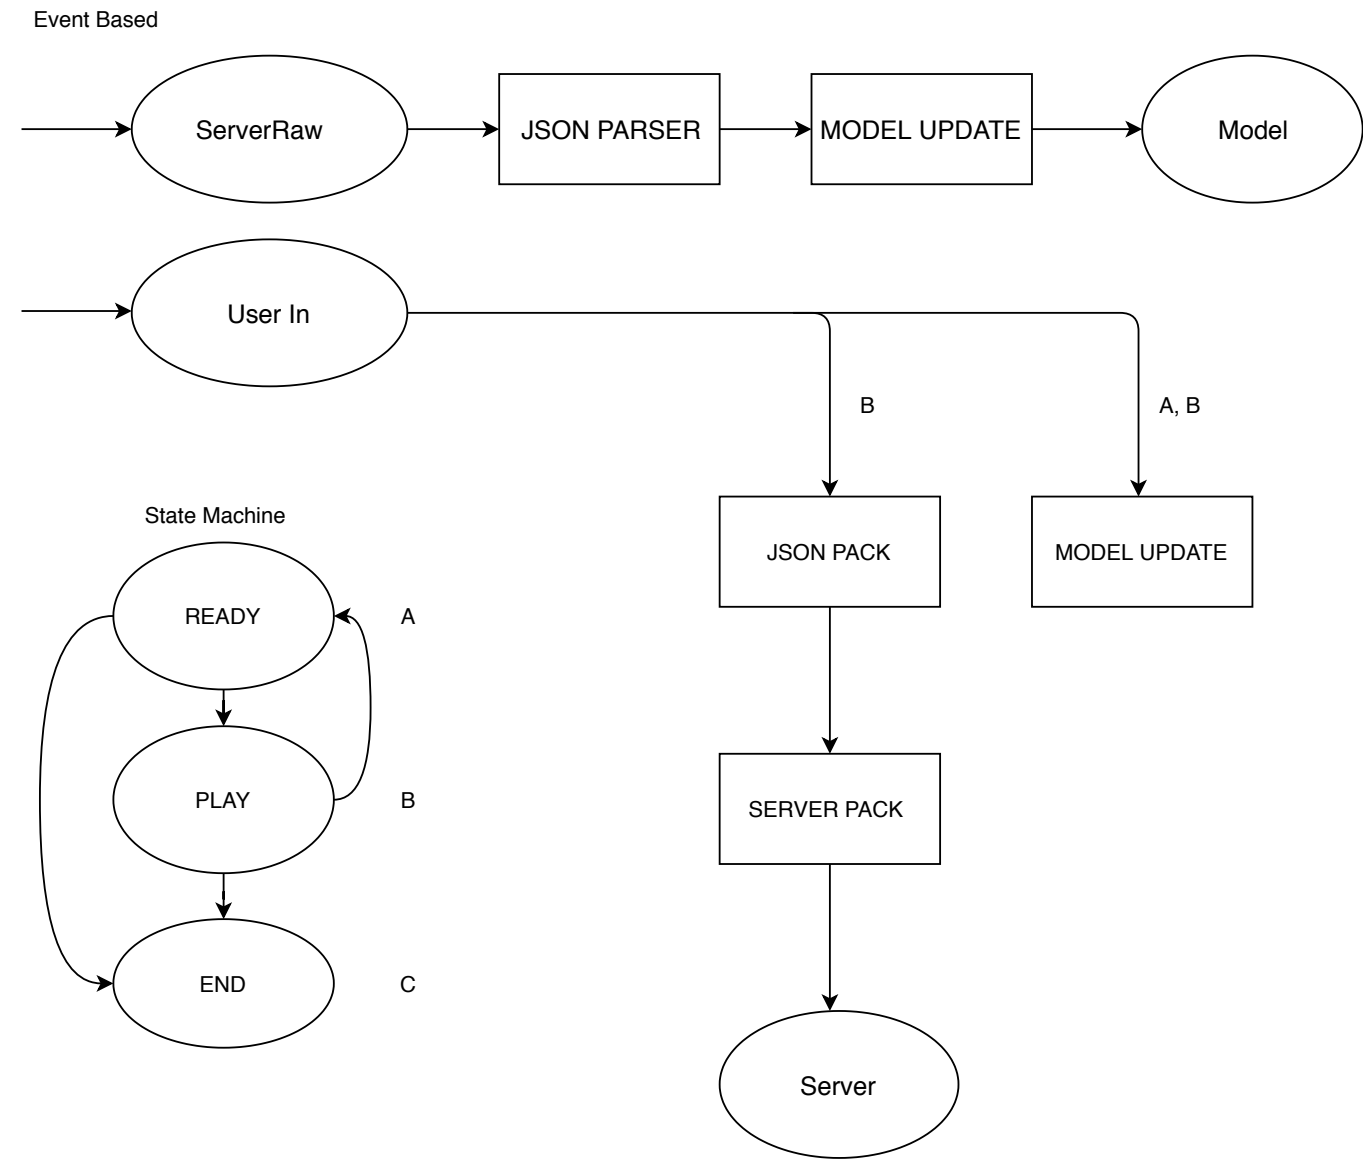 Event Based
ServerRaw
JSON PARSER
MODEL UPDATE
Model
User In
B
A, B
State Machine
JSON PACK
MODEL UPDATE
READY
A
PLAY
B
SERVER PACK
END
C
Server